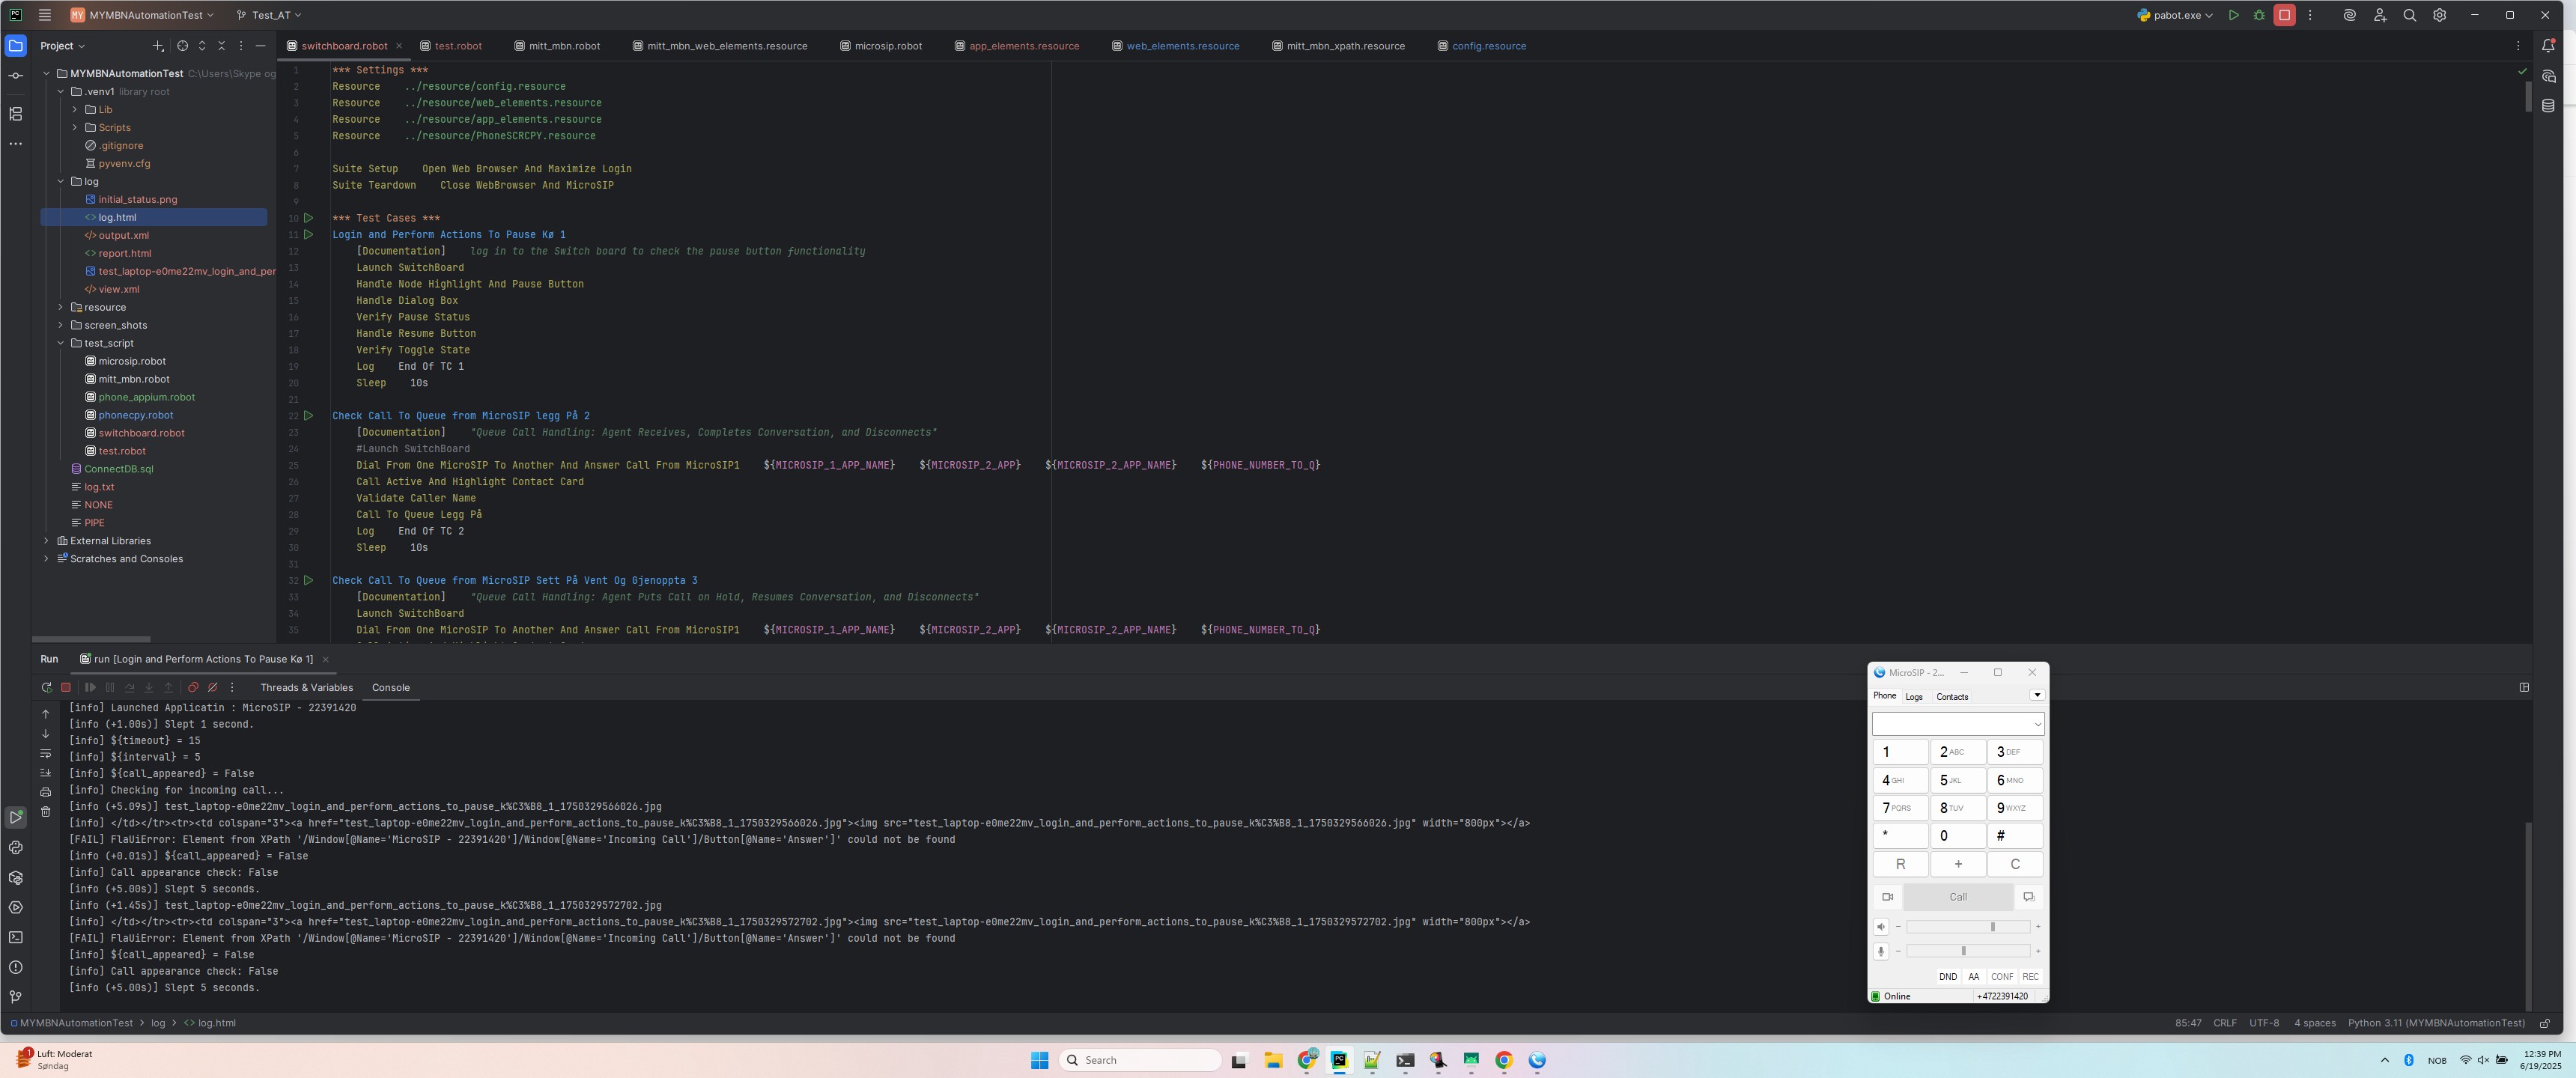 PC
MY MYMBNAutomationTest
Test_AT
pabot.exe
Project
switchboard.robot
test.robot
mitt_mbn.robot
mitt_mbn_web_elements.resource
microsip.robot
app_elements.resource
web_elements.resource
mitt_mbn_xpath.resource
config.resource
MYMBNAutomationTest C:\Users\Skype og
.venv1 library root
Lib
Scripts
.gitignore
pyvenv.cfg
log
initial_status.png
log.html
output.xml
report.html
test_laptop-e0me22mv_login_and_per
view.xml
resource
screen_shots
test_script
microsip.robot
mitt_mbn.robot
phone_appium.robot
phonecpy.robot
switchboard.robot
test.robot
ConnectDB.sql
log.txt
NONE
PIPE
External Libraries
Scratches and Consoles
1 *** Settings ***
2 Resource    ../resource/config.resource
3 Resource    ../resource/web_elements.resource
4 Resource    ../resource/app_elements.resource
5 Resource    ../resource/PhoneSCRCPY.resource
6
7 Suite Setup    Open Web Browser And Maximize Login
8 Suite Teardown    Close WebBrowser And MicroSIP
9
10 *** Test Cases ***
11 Login and Perform Actions To Pause Kø 1
12     [Documentation]    log in to the Switch board to check the pause button functionality
13     Launch SwitchBoard
14     Handle Node Highlight And Pause Button
15     Handle Dialog Box
16     Verify Pause Status
17     Handle Resume Button
18     Verify Toggle State
19     Log    End Of TC 1
20     Sleep    10s
21
22 Check Call To Queue from MicroSIP legg På 2
23     [Documentation]    "Queue Call Handling: Agent Receives, Completes Conversation, and Disconnects"
24     #Launch SwitchBoard
25     Dial From One MicroSIP To Another And Answer Call From MicroSIP1    ${MICROSIP_1_APP_NAME}    ${MICROSIP_2_APP}    ${MICROSIP_2_APP_NAME}    ${PHONE_NUMBER_TO_Q}
26     Call Active And Highlight Contact Card
27     Validate Caller Name
28     Call To Queue Legg På
29     Log    End Of TC 2
30     Sleep    10s
31
32 Check Call To Queue from MicroSIP Sett På Vent Og Gjenoppta 3
33     [Documentation]    "Queue Call Handling: Agent Puts Call on Hold, Resumes Conversation, and Disconnects"
34     Launch SwitchBoard
35     Dial From One MicroSIP To Another And Answer Call From MicroSIP1    ${MICROSIP_1_APP_NAME}    ${MICROSIP_2_APP}    ${MICROSIP_2_APP_NAME}    ${PHONE_NUMBER_TO_Q}
Run
run [Login and Perform Actions To Pause Kø 1]
Threads & Variables
Console
[info] Launched Applicatin : MicroSIP - 22391420
[info (+1.00s)] Slept 1 second.
[info] ${timeout} = 15
[info] ${interval} = 5
[info] ${call_appeared} = False
[info] Checking for incoming call...
[info (+5.09s)] test_laptop-e0me22mv_login_and_perform_actions_to_pause_k%C3%B8_1_1750329566026.jpg
[info] </td></tr><tr><td colspan="3"><a href="test_laptop-e0me22mv_login_and_perform_actions_to_pause_k%C3%B8_1_1750329566026.jpg"><img src="test_laptop-e0me22mv_login_and_perform_actions_to_pause_k%C3%B8_1_1750329566026.jpg" width="800px"></a>
[FAIL] FlaUiError: Element from XPath '/Window[@Name='MicroSIP - 22391420']/Window[@Name='Incoming Call']/Button[@Name='Answer']' could not be found
[info (+0.01s)] ${call_appeared} = False
[info] Call appearance check: False
[info (+5.00s)] Slept 5 seconds.
[info (+1.45s)] test_laptop-e0me22mv_login_and_perform_actions_to_pause_k%C3%B8_1_1750329572702.jpg
[info] </td></tr><tr><td colspan="3"><a href="test_laptop-e0me22mv_login_and_perform_actions_to_pause_k%C3%B8_1_1750329572702.jpg"><img src="test_laptop-e0me22mv_login_and_perform_actions_to_pause_k%C3%B8_1_1750329572702.jpg" width="800px"></a>
[FAIL] FlaUiError: Element from XPath '/Window[@Name='MicroSIP - 22391420']/Window[@Name='Incoming Call']/Button[@Name='Answer']' could not be found
[info] ${call_appeared} = False
[info] Call appearance check: False
[info (+5.00s)] Slept 5 seconds.
MicroSIP - 2...
Phone Logs Contacts
1 2 ABC 3 DEF
4 GHI 5 JKL 6 MNO
7 PQRS 8 TUV 9 WXYZ
* 0 #
R + C
Call
- +
- +
DND AA CONF REC
Online +4722391420
MYMBNAutomationTest > log > log.html
85:47 CRLF UTF-8 4 spaces Python 3.11 (MYMBNAutomationTest)
1
Luft: Moderat
Søndag
Search
NOB
12:39 PM
6/19/2025